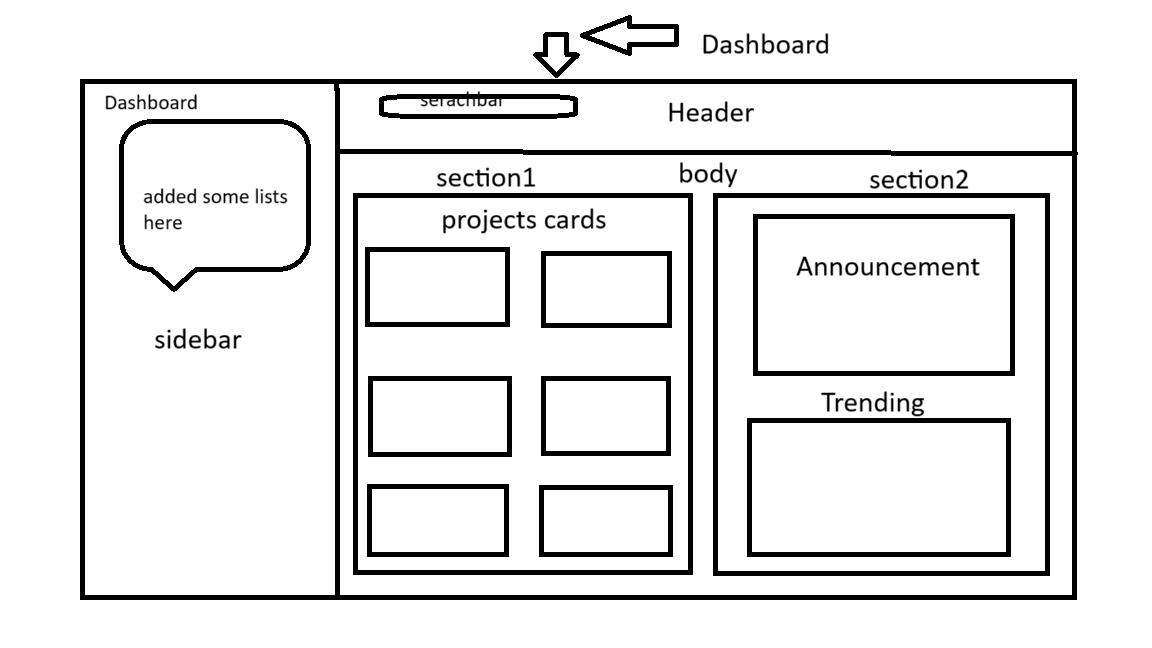 Dashboard
Dashboard
serachbar
Header
added some lists
here
sidebar
body
section1
section2
projects cards
Announcement
Trending